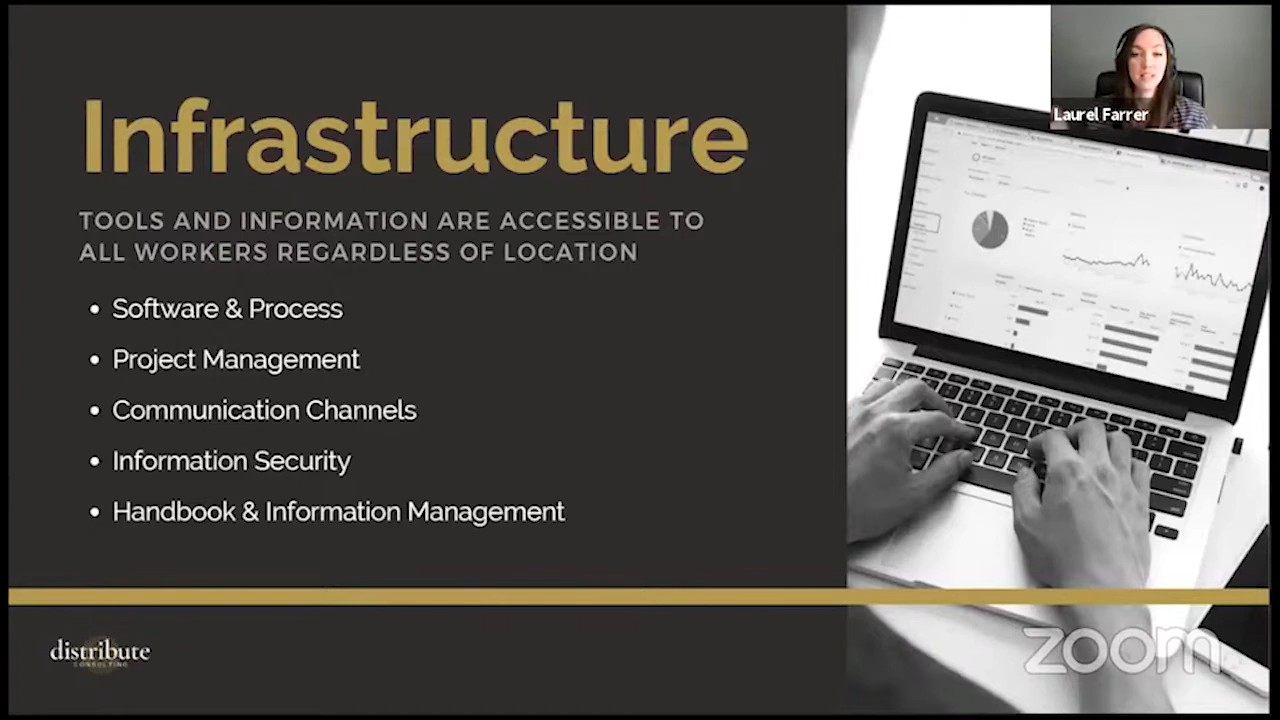 Infrastructure
TOOLS AND INFORMATION ARE ACCESSIBLE TO
ALL WORKERS REGARDLESS OF LOCATION
• Software & Process
• Project Management
• Communication Channels
• Information Security
• Handbook & Information Management
distribute
CONSULTING
Laurel Farrer
zoom